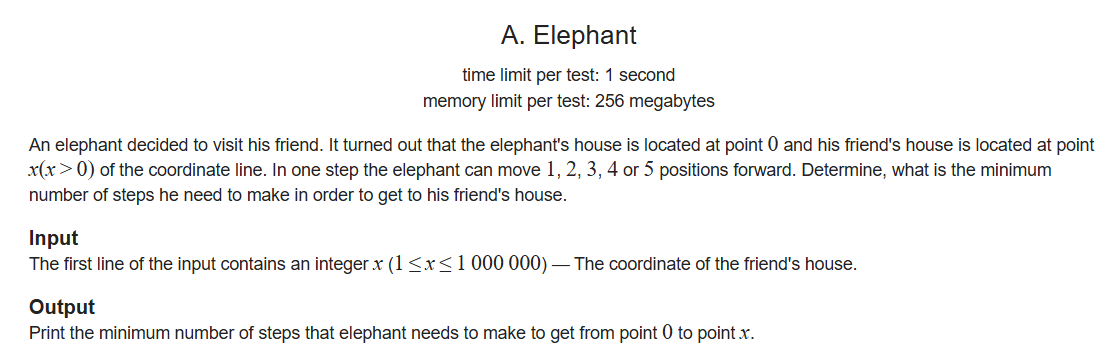 A. Elephant
time limit per test: 1 second
memory limit per test: 256 megabytes
An elephant decided to visit his friend. It turned out that the elephant's house is located at point 0 and his friend's house is located at point
x(x > 0) of the coordinate line. In one step the elephant can move 1, 2, 3, 4 or 5 positions forward. Determine, what is the minimum
number of steps he need to make in order to get to his friend's house.
Input
The first line of the input contains an integer x (1 ≤ x ≤ 1 000 000) — The coordinate of the friend's house.
Output
Print the minimum number of steps that elephant needs to make to get from point 0 to point x.